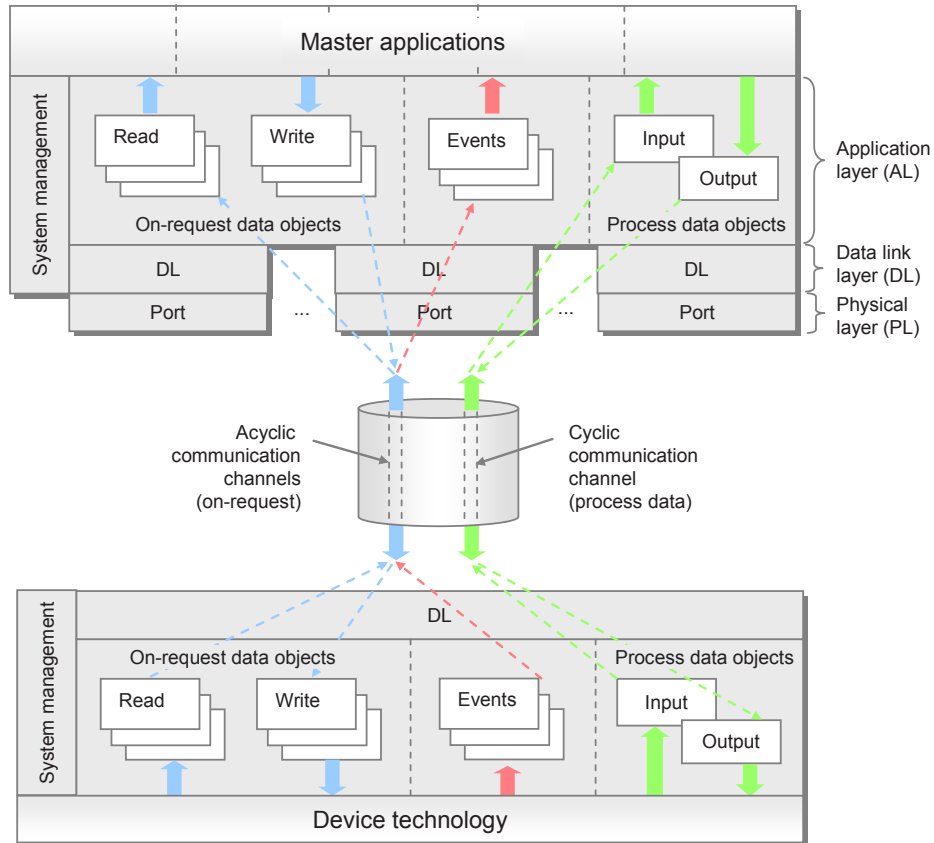 Master applications
System management
Read
Write
Events
Input
Output
On-request data objects
Process data objects
Application
layer (AL)
DL
DL
DL
Data link
layer (DL)
Port
...
Port
...
Port
Physical
layer (PL)
Acyclic
communication
channels
(on-request)
Cyclic
communication
channel
(process data)
System management
DL
On-request data objects
Process data objects
Read
Write
Events
Input
Output
Device technology